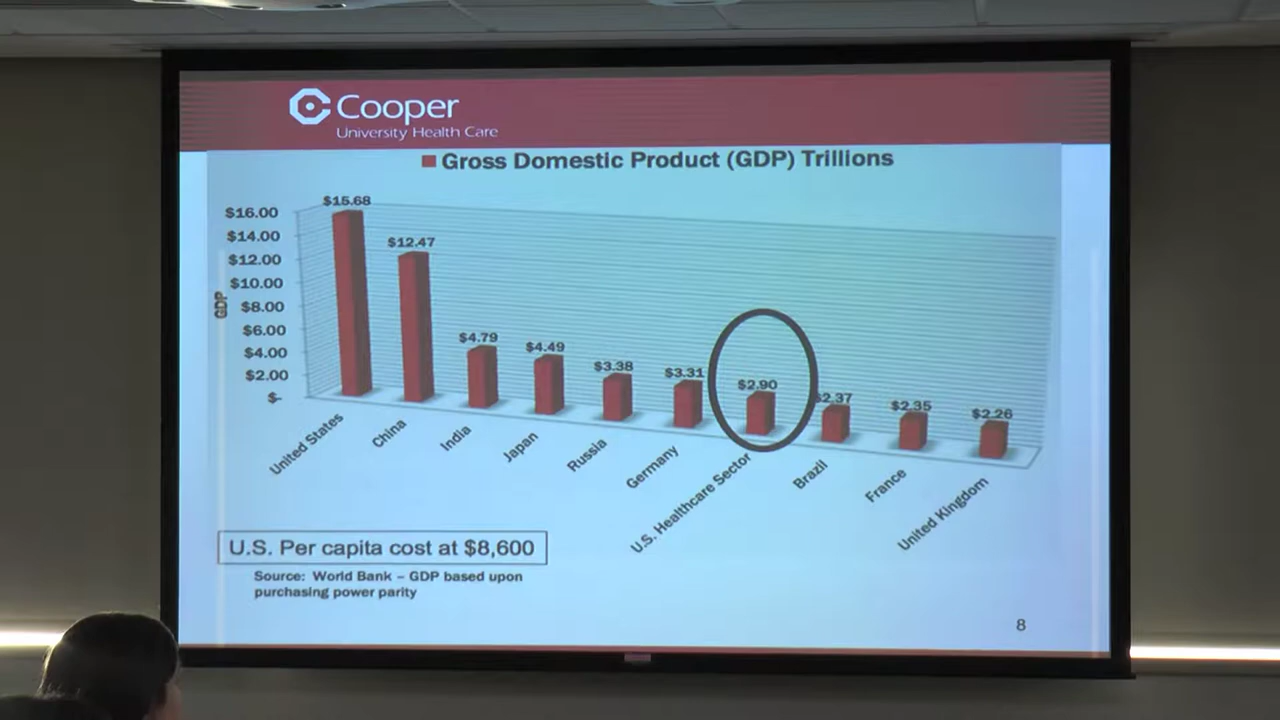 Cooper
University Health Care
Gross Domestic Product (GDP) Trillions
GDP
$16.00
$14.00
$12.00
$10.00
$8.00
$6.00
$4.00
$2.00
$-
$15.68
$12.47
$4.79
$4.49
$3.38
$3.31
$2.90
$2.37
$2.35
$2.26
United States
China
India
Japan
Russia
Germany
U.S. Healthcare Sector
Brazil
France
United Kingdom
U.S. Per capita cost at $8,600
Source: World Bank – GDP based upon
purchasing power parity
8